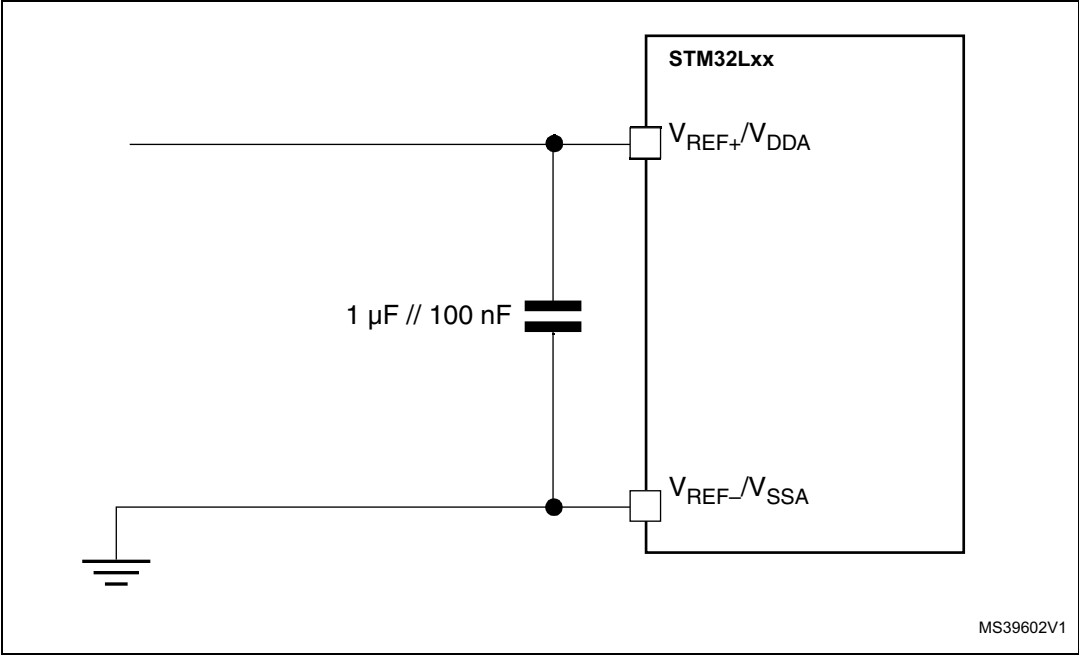 STM32Lxx
VREF+/VDDA
1 µF // 100 nF
VREF–/VSSA
MS39602V1